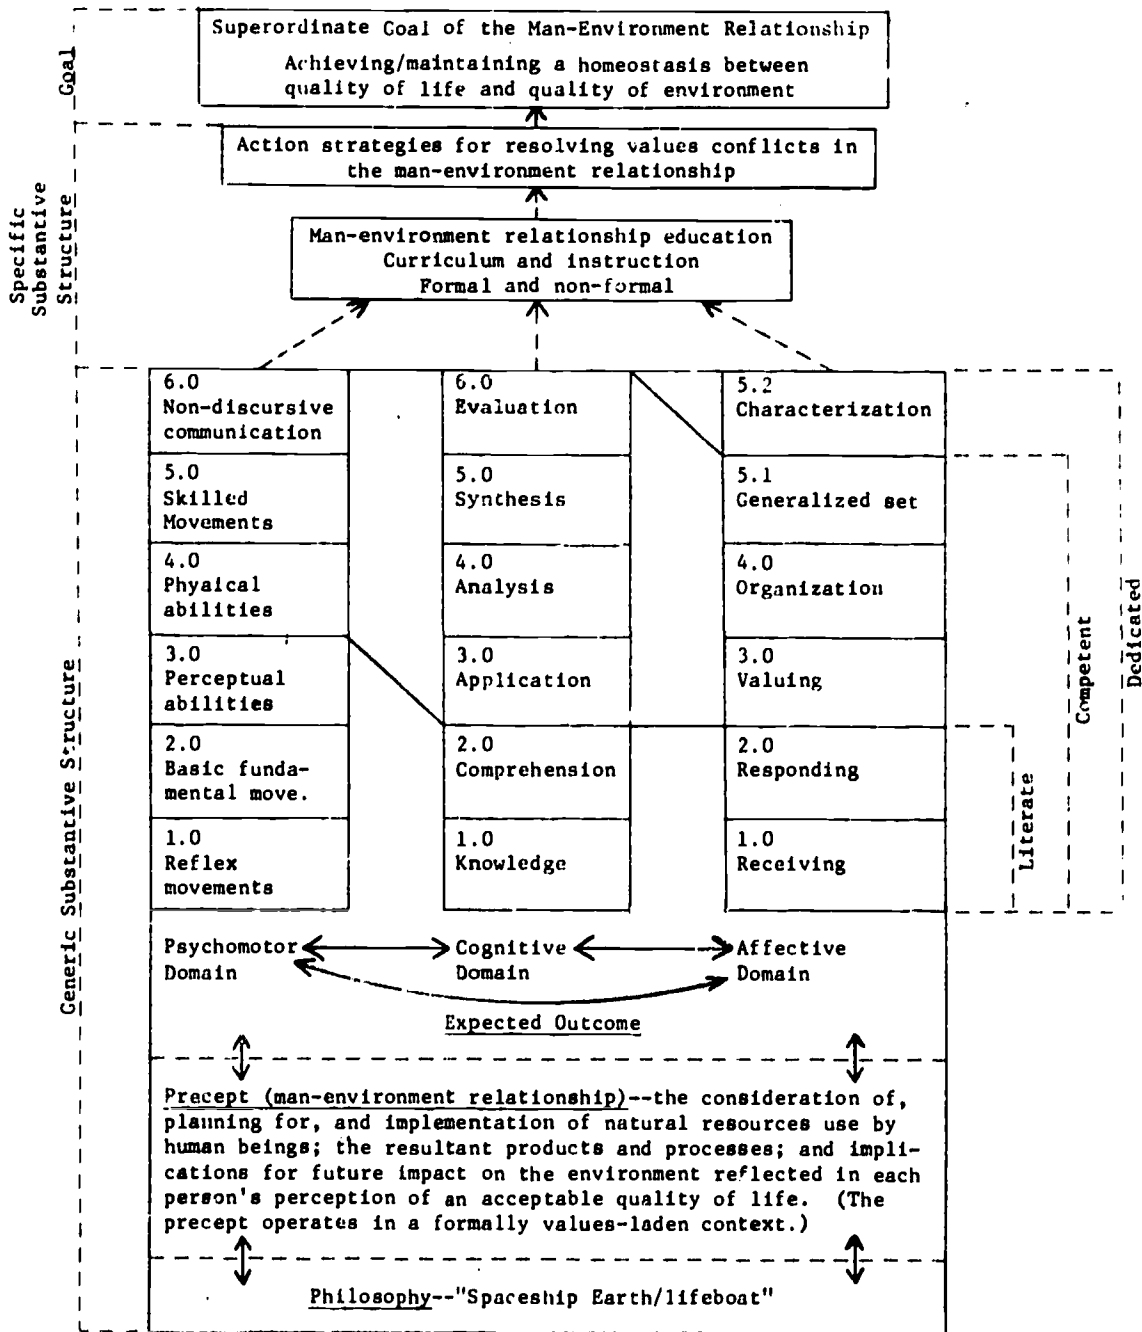 Superordinate Goal of the Man-Environment Relationship
Achieving/maintaining a homeostasis between
quality of life and quality of environment
Goal
Action strategies for resolving values conflicts in
the man-environment relationship
Man-environment relationship education
Curriculum and instruction
Formal and non-formal
Specific
Substantive
Structure
6.0
Non-discursive
communication
5.0
Skilled
Movements
4.0
Physical
abilities
3.0
Perceptual
abilities
2.0
Basic funda-
mental move.
1.0
Reflex
movements
6.0
Evaluation
5.0
Synthesis
4.0
Analysis
3.0
Application
2.0
Comprehension
1.0
Knowledge
5.2
Characterization
5.1
Generalized set
4.0
Organization
3.0
Valuing
2.0
Responding
1.0
Receiving
Literate
Competent
Dedicated
Generic Substantive Structure
Psychomotor
Domain
Cognitive
Domain
Affective
Domain
Expected Outcome
Precept (man-environment relationship)--the consideration of,
planning for, and implementation of natural resources use by
human beings; the resultant products and processes; and impli-
cations for future impact on the environment reflected in each
person's perception of an acceptable quality of life. (The
precept operates in a formally values-laden context.)
Philosophy--"Spaceship Earth/lifeboat"